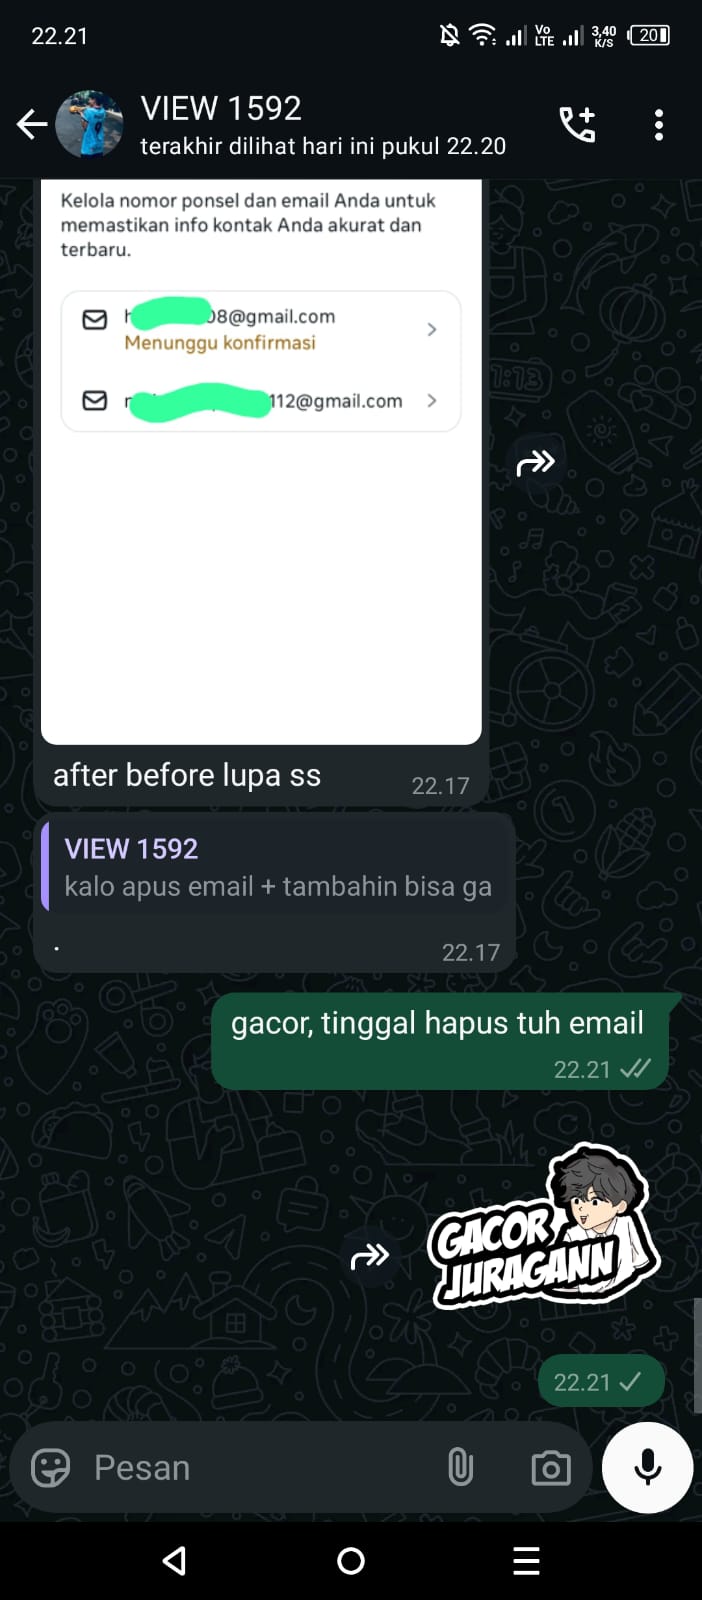 22.21
Vo
LTE
3,40
K/S
20
VIEW 1592
terakhir dilihat hari ini pukul 22.20
Kelola nomor ponsel dan email Anda untuk
memastikan info kontak Anda akurat dan
terbaru.
08@gmail.com
Menunggu konfirmasi
112@gmail.com
after before lupa ss
22.17
VIEW 1592
kalo apus email + tambahin bisa ga
.
22.17
gacor, tinggal hapus tuh email
22.21
GACOR
JURAGANN
22.21
Pesan